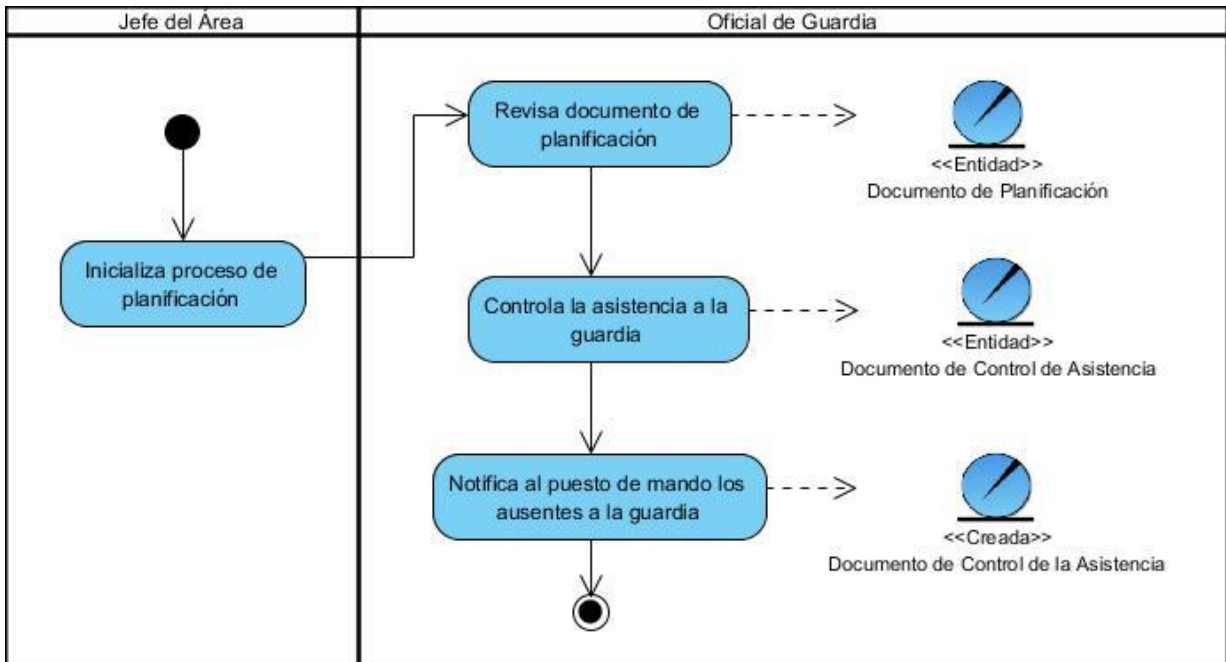 Jefe del Área
Oficial de Guardia
Revisa documento de
planificación
<<Entidad>>
Documento de Planificación
Inicializa proceso de
planificación
Controla la asistencia a la
guardia
<<Entidad>>
Documento de Control de Asistencia
Notifica al puesto de mando los
ausentes a la guardia
<<Creada>>
Documento de Control de la Asistencia